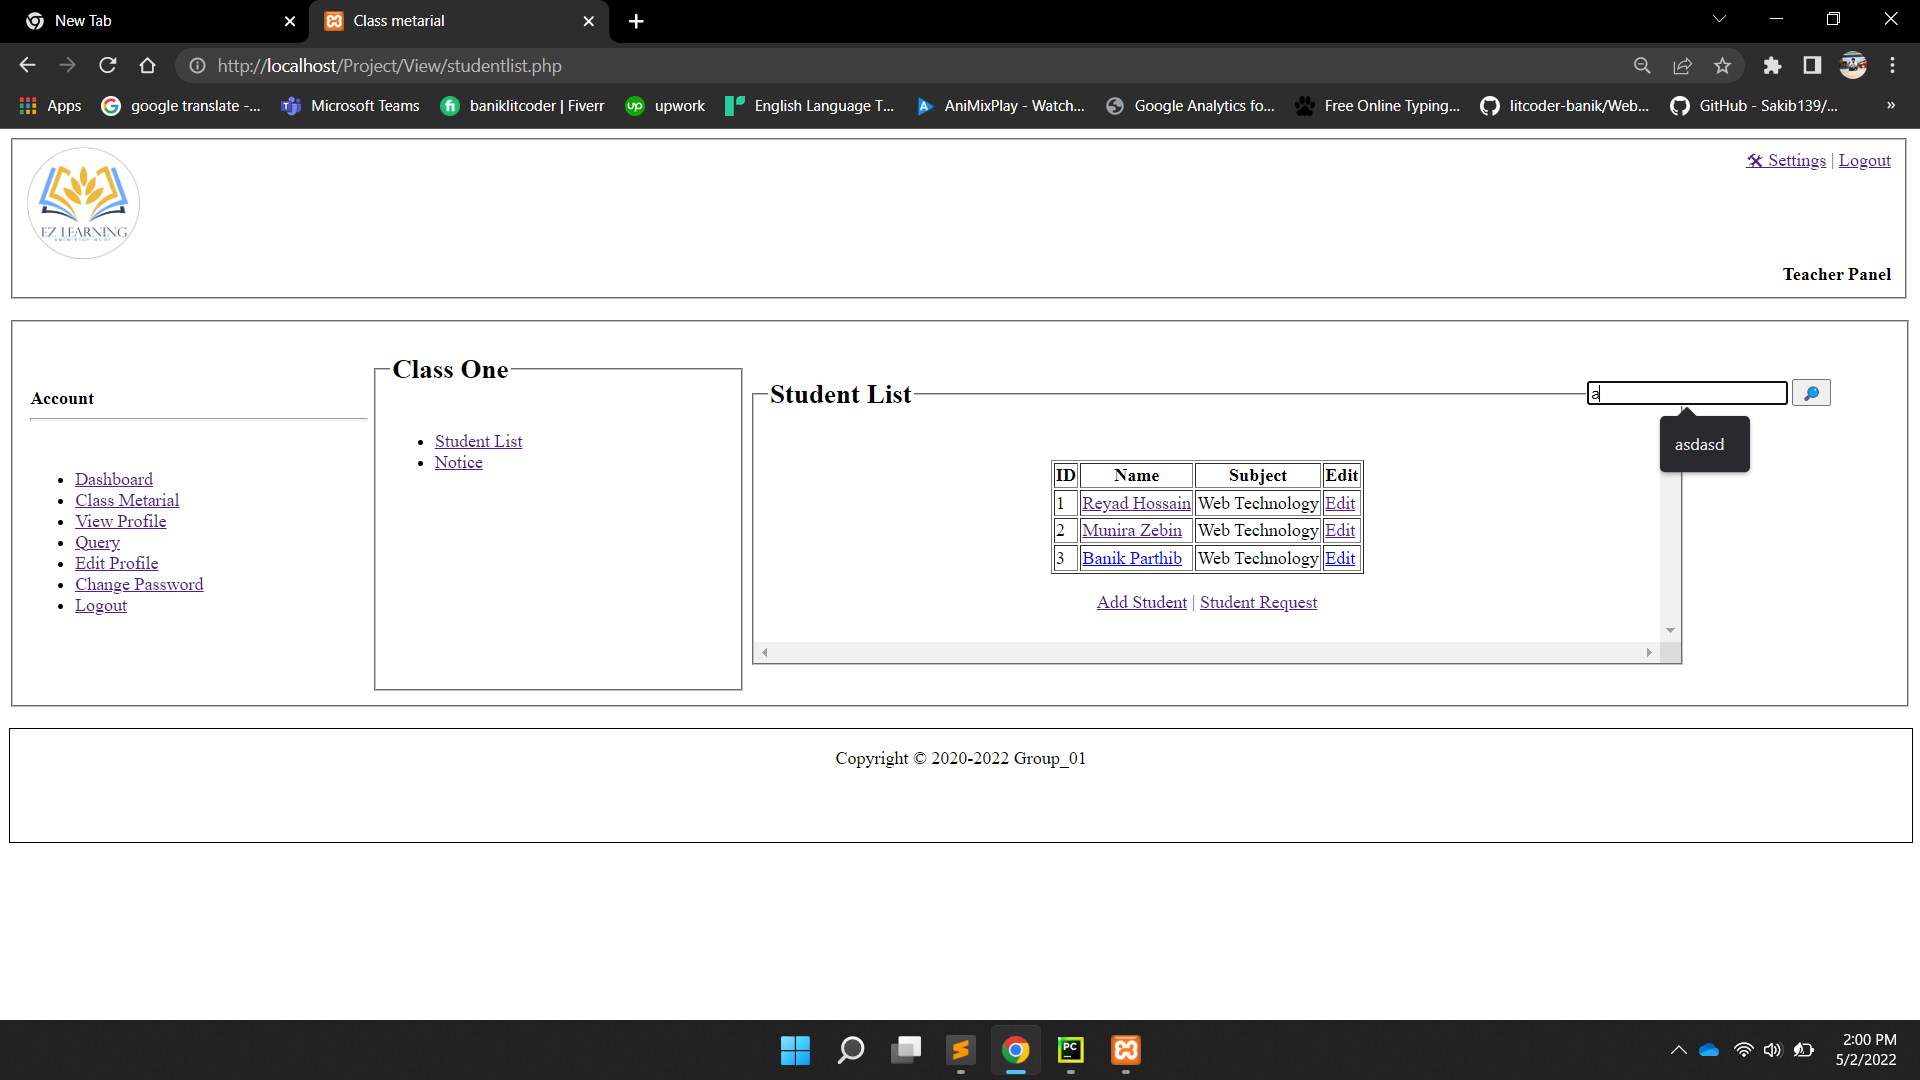 New Tab
Class metarial
http://localhost/Project/View/studentlist.php
Apps
google translate -...
Microsoft Teams
baniklitcoder | Fiverr
upwork
English Language T...
AniMixPlay - Watch...
Google Analytics fo...
Free Online Typing...
litcoder-banik/Web...
GitHub - Sakib139/...
»
EZ LEARNING
KNOWLEDGE INSIDE
Settings | Logout
Teacher Panel
Account
Dashboard
Class Metarial
View Profile
Query
Edit Profile
Change Password
Logout
Class One
Student List
Notice
Student List
a
asdasd
ID Name Subject Edit
1 Reyad Hossain Web Technology Edit
2 Munira Zebin Web Technology Edit
3 Banik Parthib Web Technology Edit
Add Student | Student Request
Copyright © 2020-2022 Group_01
PC
2:00 PM
5/2/2022